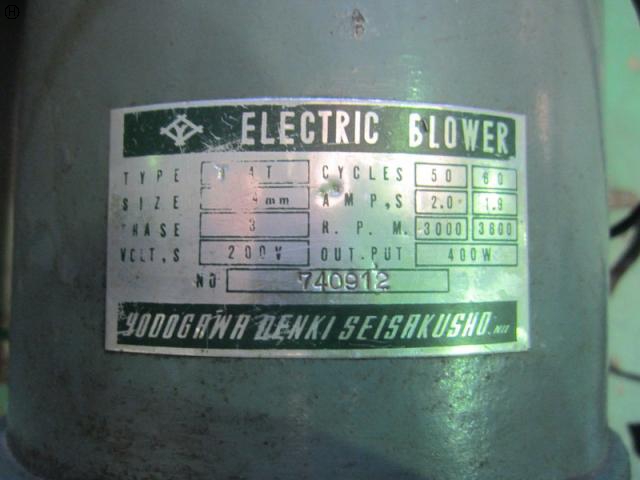 ELECTRIC BLOWER
TYPE 4T CYCLES 50 60
SIZE mm AMP,S 2.0 1.9
PHASE 3 R.P.M. 3000 3600
VOLT,S 200V OUT.PUT 400W
NO 740912
YODOGAWA DENKI SEISAKUSHO.